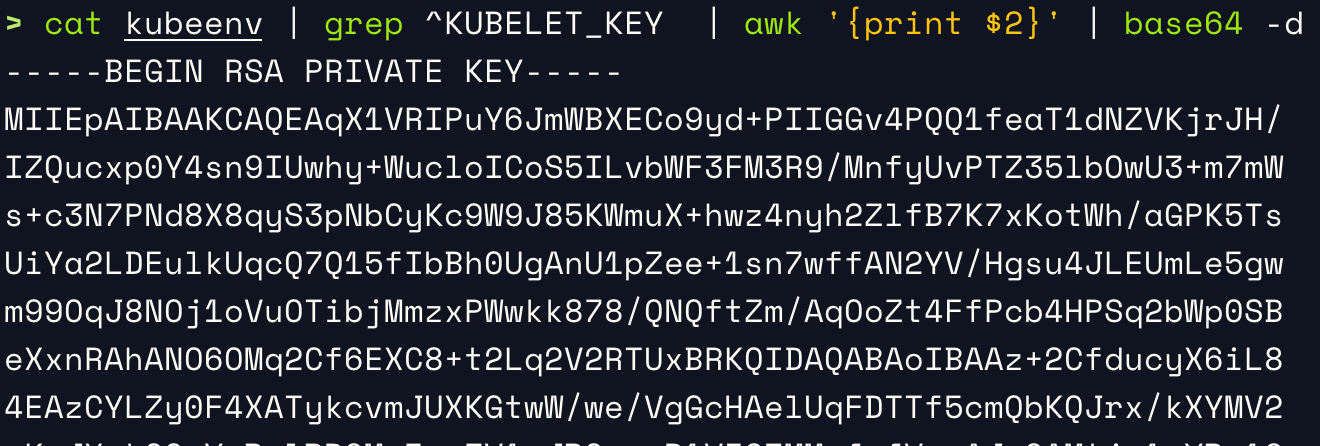 > cat kubeenv | grep ^KUBELET_KEY | awk '{print $2}' | base64 -d
-----BEGIN RSA PRIVATE KEY-----
MIIEpAIBAAKCAQEAqX1VRIPuY6JmWBXECo9yd+PIIGGv4PQQ1feaT1dNZVKjrJH/
IZQucxp0Y4sn9IUwhy+WucloICoS5ILvbWF3FM3R9/MnfyUvPTZ35lbOwU3+m7mW
s+c3N7PNd8X8qyS3pNbCyKc9W9J85KWmuX+hwz4nyh2ZlfB7K7xKotWh/aGPK5Ts
UiYa2LDEulkUqcQ7Q15fIbBh0UgAnU1pZee+1sn7wffAN2YV/Hgsu4JLEUmLe5gw
m99OqJ8NOj1oVuOTibjMmzxPWwkk878/QNQftZm/AqOoZt4FfPcb4HPSq2bWp0SB
eXxnRAhANO6OMq2Cf6EXC8+t2Lq2V2RTUxBRKQIDAQABAoIBAAz+2CfducyX6iL8
4EAzCYLZy0F4XATykcvmJUXKGtwW/we/VgGcHAelUqFDTTf5cmQbKQJrx/kXYMV2